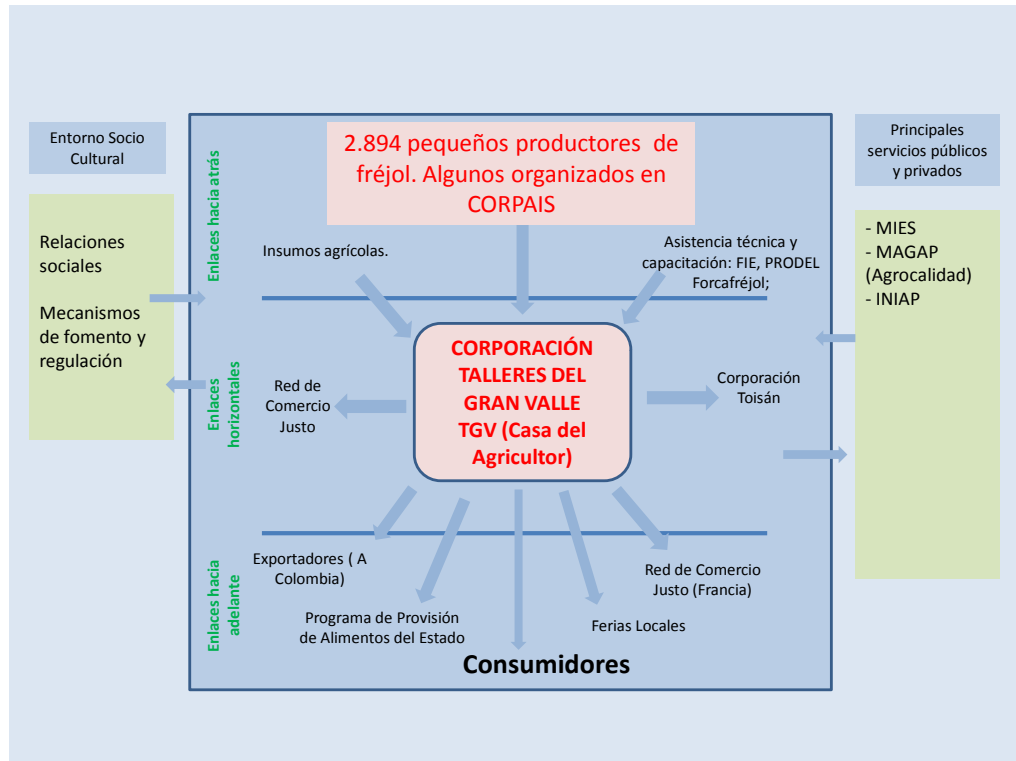 Entorno Socio
Cultural
Relaciones
sociales
Mecanismos
de fomento y
regulación
Enlaces hacia atrás
2.894 pequeños productores de
fréjol. Algunos organizados en
CORPAIS
Insumos agrícolas.
Asistencia técnica y
capacitación: FIE, PRODEL
Forcafréjol;
Enlaces
horizontales
Red de
Comercio
Justo
CORPORACIÓN
TALLERES DEL
GRAN VALLE
TGV (Casa del
Agricultor)
Corporación
Toisán
Enlaces hacia
adelante
Exportadores ( A
Colombia)
Programa de Provisión
de Alimentos del Estado
Ferias Locales
Red de Comercio
Justo (Francia)
Consumidores
Principales
servicios públicos
y privados
- MIES
- MAGAP
(Agrocalidad)
- INIAP